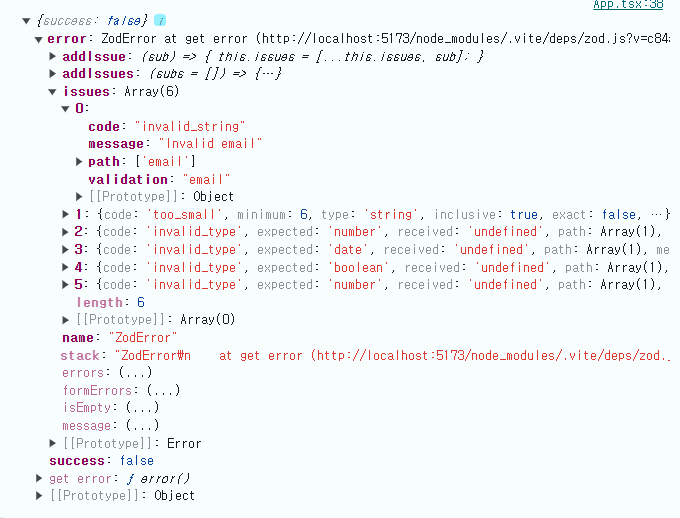 App.tsx:38
▼ {success: false} i
▼ error: ZodError at get error (http://localhost:5173/node_modules/.vite/deps/zod.js?v=c84
▶ addIssue: (sub) => { this.issues = [...this.issues, sub]; }
▶ addIssues: (subs = []) => {…}
▼ issues: Array(6)
▼ 0:
code: "invalid_string"
message: "Invalid email"
▶ path: ['email']
validation: "email"
▶ [[Prototype]]: Object
▶ 1: {code: 'too_small', minimum: 6, type: 'string', inclusive: true, exact: false, …}
▶ 2: {code: 'invalid_type', expected: 'number', received: 'undefined', path: Array(1),
▶ 3: {code: 'invalid_type', expected: 'date', received: 'undefined', path: Array(1), me
▶ 4: {code: 'invalid_type', expected: 'boolean', received: 'undefined', path: Array(1),
▶ 5: {code: 'invalid_type', expected: 'number', received: 'undefined', path: Array(1),
length: 6
▶ [[Prototype]]: Array(0)
name: "ZodError"
stack: "ZodError₩n    at get error (http://localhost:5173/node_modules/.vite/deps/zod.
errors: (...)
formErrors: (...)
isEmpty: (...)
message: (...)
▶ [[Prototype]]: Error
success: false
▶ get error: ƒ error()
▶ [[Prototype]]: Object